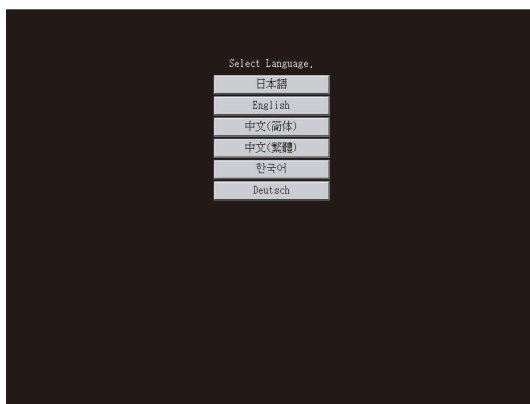 Select Language.
日本語
English
中文(简体)
中文(繁體)
한국어
Deutsch